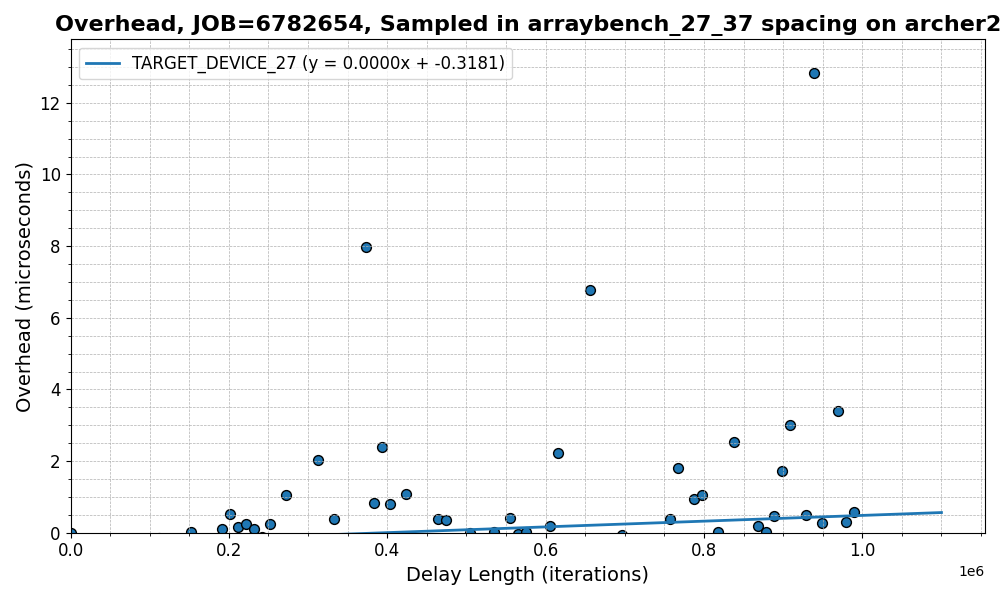 Overhead, JOB=6782654, Sampled in arraybench_27_37 spacing on archer2
TARGET_DEVICE_27 (y = 0.0000x + -0.3181)
Overhead (microseconds)
12
10
8
6
4
2
0
0.0 0.2 0.4 0.6 0.8 1.0
1e6
Delay Length (iterations)